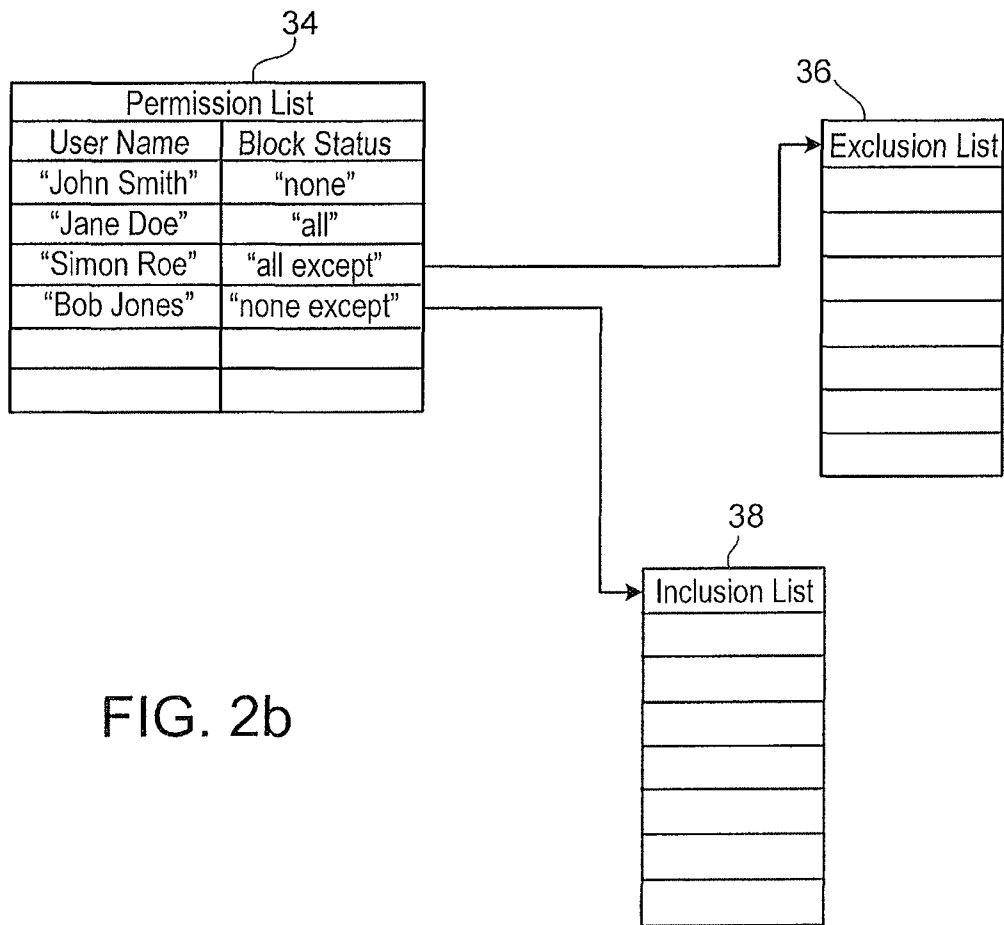 34
Permission List
User Name Block Status
“John Smith” “none”
“Jane Doe” “all”
“Simon Roe” “all except”
“Bob Jones” “none except”
36
Exclusion List
38
Inclusion List
FIG. 2b